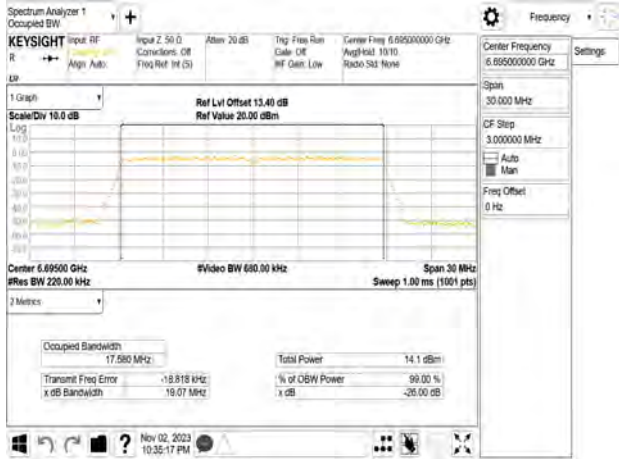 Spectrum Analyzer 1
Occupied BW
+
Frequency
KEYSIGHT
Input: RF
Input Z: 50 Ω
Atten: 20 dB
Trig: Free Run
Center Freq: 6.695000000 GHz
R
Corrections: Off
Gate: Off
Avg|Hold: 10/10
Align: Auto
Freq Ref: Int (S)
#IF Gain: Low
Radio Std: None
Center Frequency
6.695000000 GHz
Settings
Span
30.000 MHz
CF Step
3.000000 MHz
Auto
Man
Freq Offset
0 Hz
1 Graph
Scale/Div 10.0 dB
Ref Lvl Offset 13.40 dB
Ref Value 20.00 dBm
Log
10.0
0.00
Center 6.69500 GHz
#Video BW 680.00 kHz
Span 30 MHz
#Res BW 220.00 kHz
Sweep 1.00 ms (1001 pts)
2 Metrics
Occupied Bandwidth
17.580 MHz
Total Power
14.1 dBm
Transmit Freq Error
-18.818 kHz
% of OBW Power
99.00 %
x dB Bandwidth
19.07 MHz
x dB
-26.00 dB
?
Nov 02, 2023
10:35:17 PM